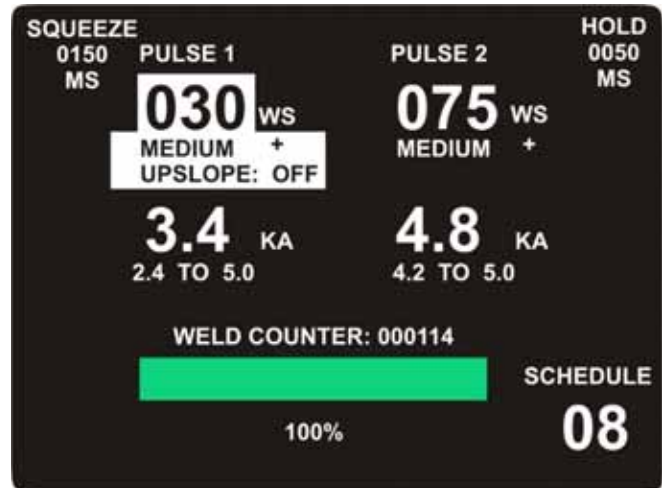 SQUEEZE
0150
MS
PULSE 1
030 WS
MEDIUM +
UPSLOPE: OFF
3.4 KA
2.4 TO 5.0
PULSE 2
075 WS
MEDIUM +
4.8 KA
4.2 TO 5.0
HOLD
0050
MS
WELD COUNTER: 000114
100%
SCHEDULE
08